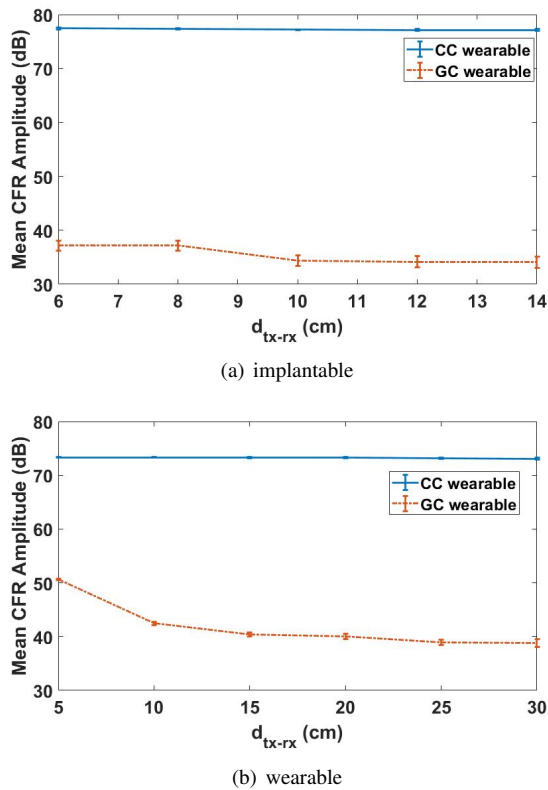 80
70
60
50
40
30
Mean CFR Amplitude (dB)
CC wearable
GC wearable
6 7 8 9 10 11 12 13 14
d_tx-rx (cm)
(a) implantable
80
70
60
50
40
30
Mean CFR Amplitude (dB)
CC wearable
GC wearable
5 10 15 20 25 30
d_tx-rx (cm)
(b) wearable